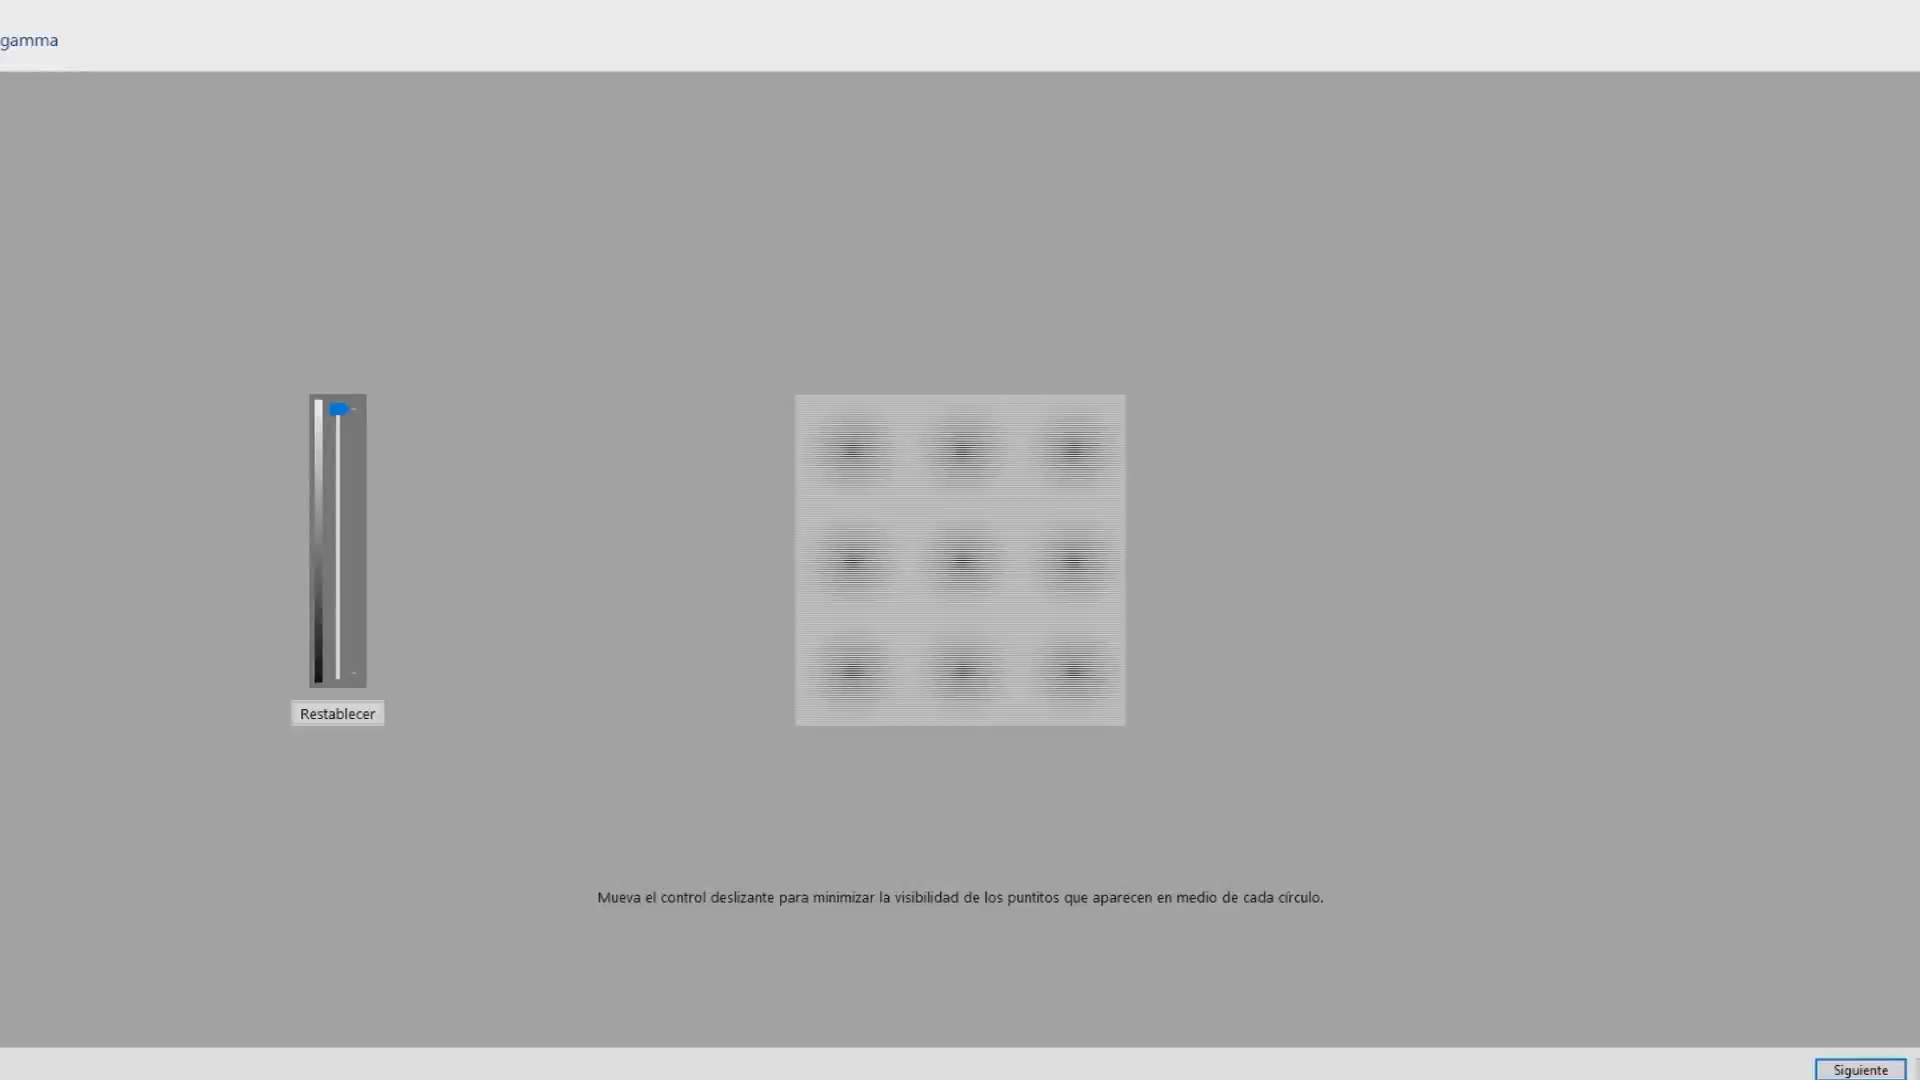 gamma
Restablecer
Mueva el control deslizante para minimizar la visibilidad de los puntitos que aparecen en medio de cada círculo.
Siguiente